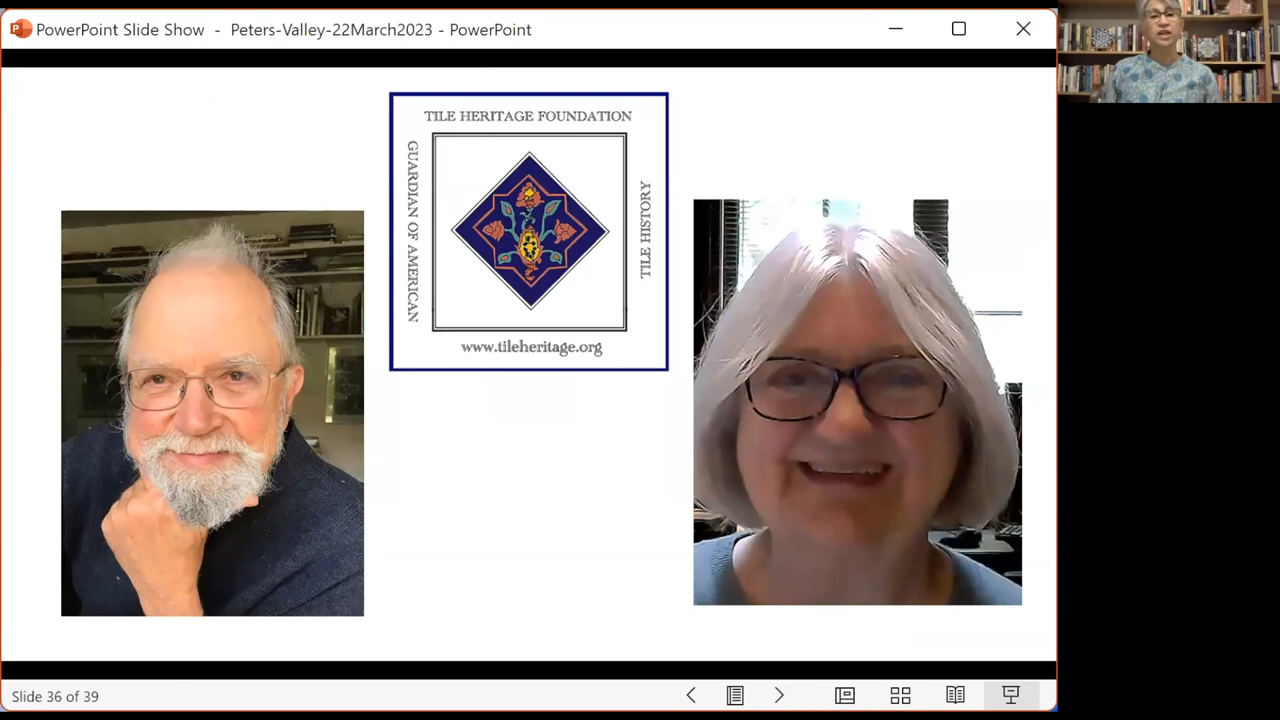 PowerPoint Slide Show - Peters-Valley-22March2023 - PowerPoint
TILE HERITAGE FOUNDATION
GUARDIAN OF AMERICAN
TILE HISTORY
www.tileheritage.org
Slide 36 of 39